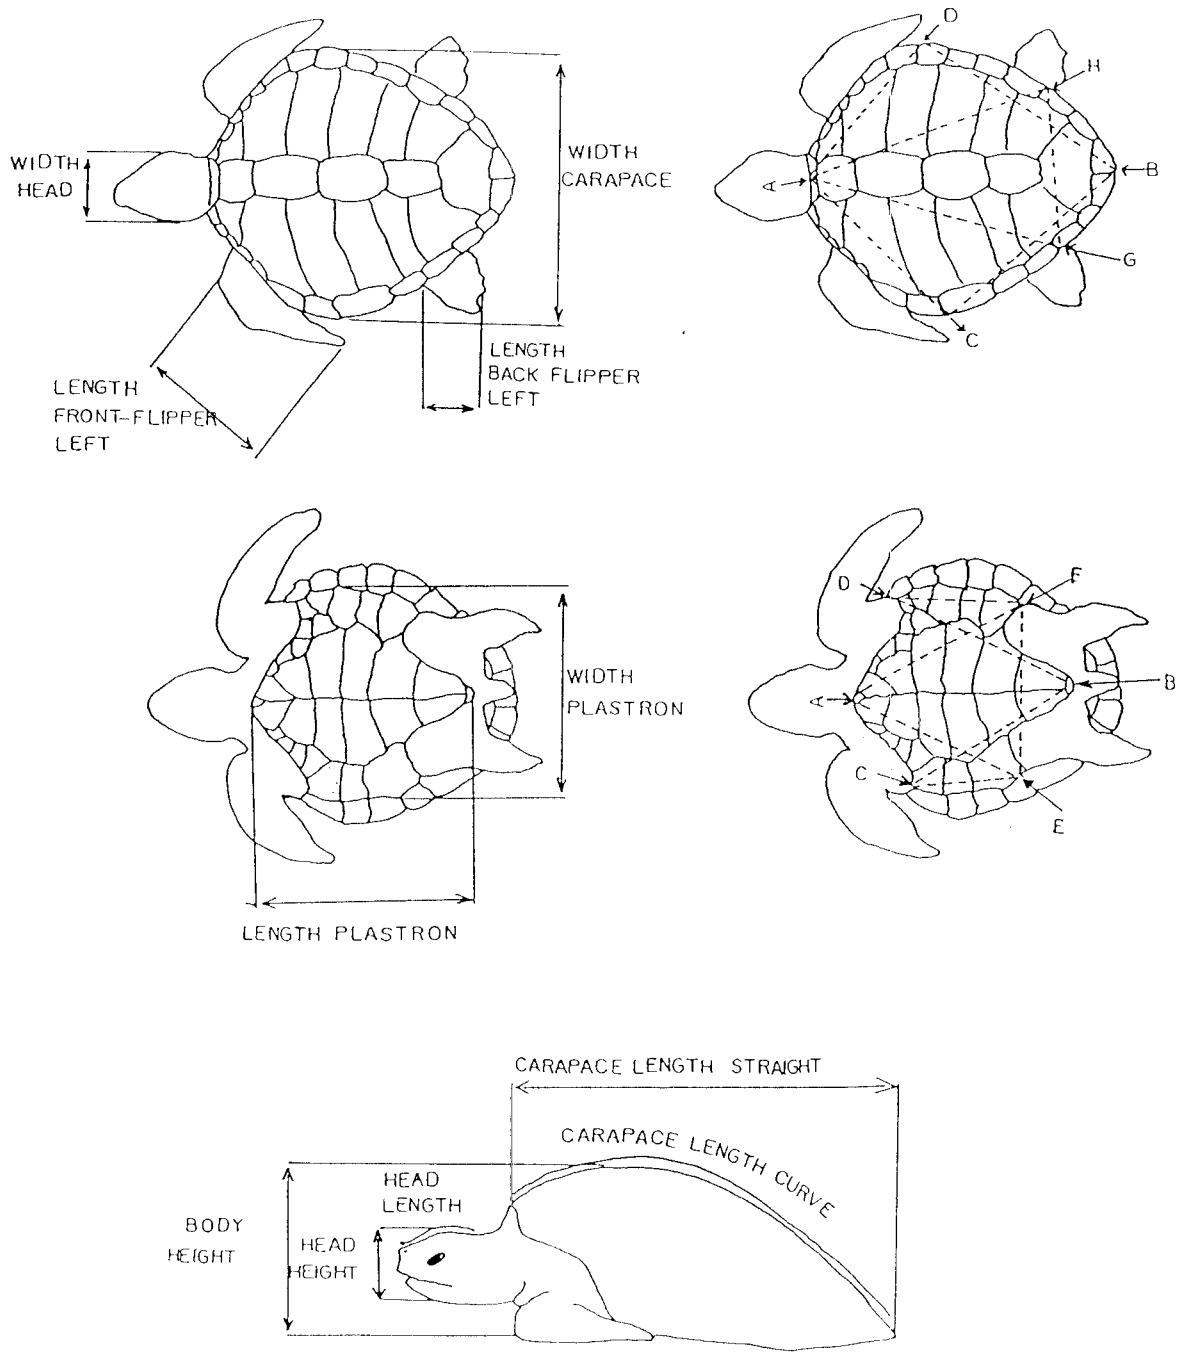 WIDTH
HEAD
WIDTH
CARAPACE
LENGTH
FRONT-FLIPPER
LEFT
LENGTH
BACK FLIPPER
LEFT
D
H
A
B
G
C
WIDTH
PLASTRON
LENGTH PLASTRON
D
F
A
B
C
E
CARAPACE LENGTH STRAIGHT
CARAPACE LENGTH CURVE
HEAD
LENGTH
BODY
HEIGHT
HEAD
HEIGHT